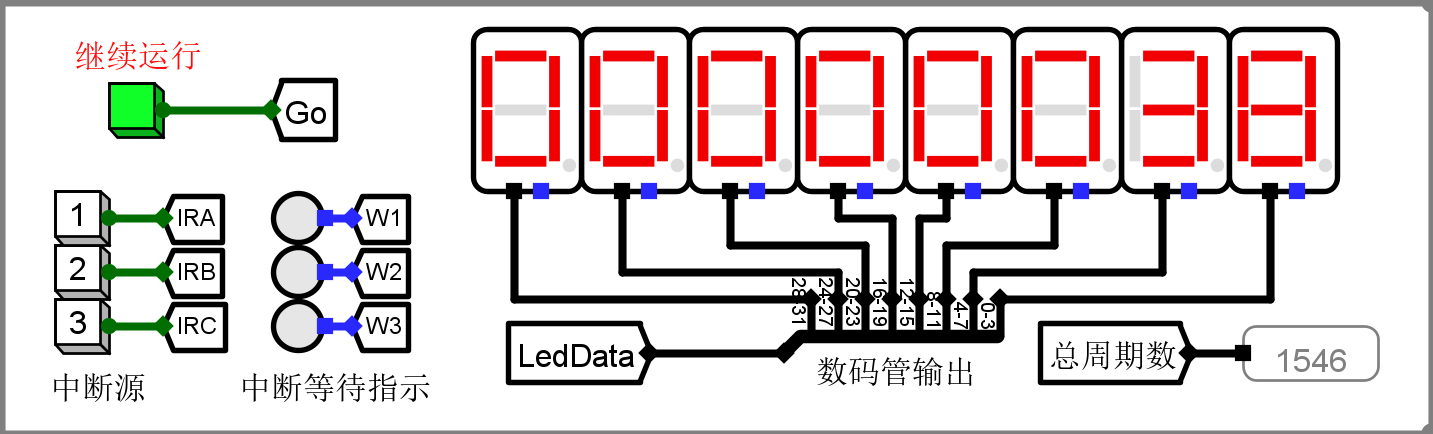 继续运行
Go
00000038
1
IRA
W1
2
IRB
W2
3
IRC
W3
中断源
中断等待指示
28-31
24-27
20-23
16-19
12-15
8-11
4-7
0-3
LedData
数码管输出
总周期数
1546